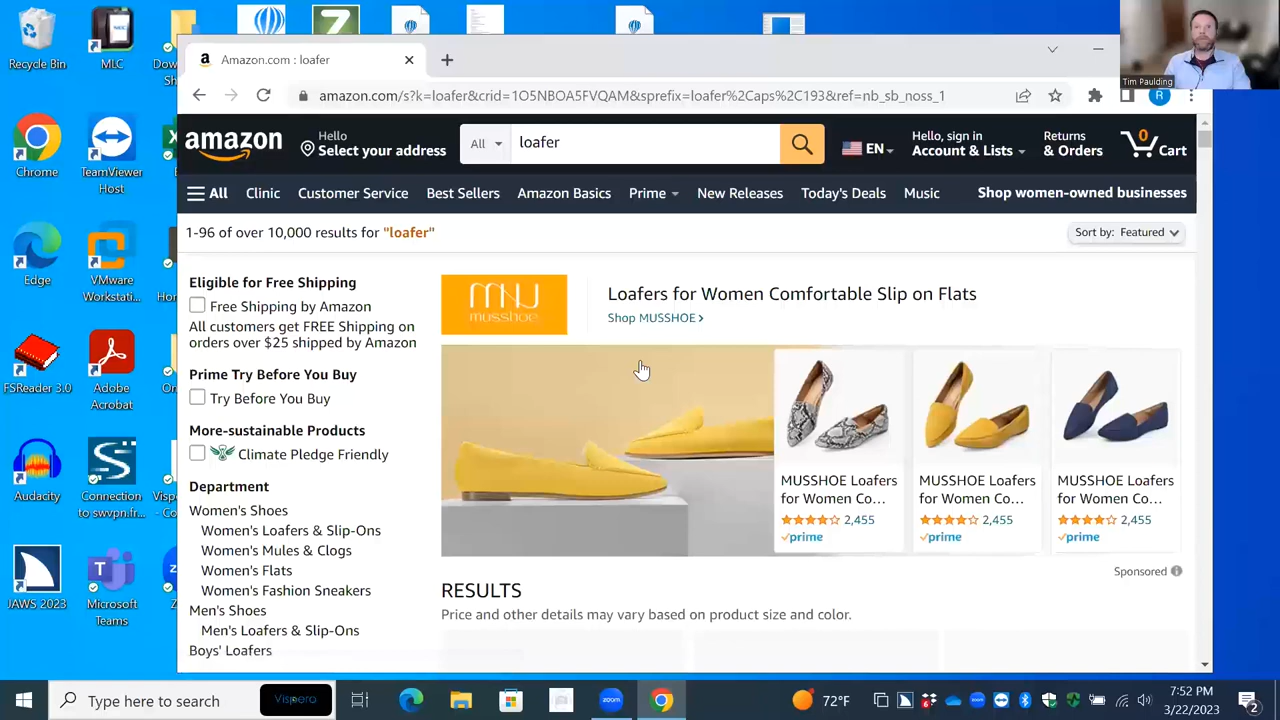 Recycle Bin
MLC
Dow
Sh
Tim Paulding
Amazon.com : loafer
amazon.com/s?k=loafer&crid=1O5NBOA5FVQAM&sprefix=loafer%2Caps%2C193&ref=nb_sb_noss_1
R
Chrome
TeamViewer
Host
Edge
VMware
Workstati...
Hor
FSReader 3.0
Adobe
Acrobat
Or
Audacity
Connection
to swvpn.fr...
Vispe
- Co
JAWS 2023
Microsoft
Teams
Z
amazon
Hello
Select your address
All
loafer
EN
Hello, sign in
Account & Lists
Returns
& Orders
0
Cart
All
Clinic
Customer Service
Best Sellers
Amazon Basics
Prime
New Releases
Today's Deals
Music
Shop women-owned businesses
1-96 of over 10,000 results for "loafer"
Sort by: Featured
Eligible for Free Shipping
Free Shipping by Amazon
All customers get FREE Shipping on
orders over $25 shipped by Amazon
Prime Try Before You Buy
Try Before You Buy
More-sustainable Products
Climate Pledge Friendly
Department
Women's Shoes
Women's Loafers & Slip-Ons
Women's Mules & Clogs
Women's Flats
Women's Fashion Sneakers
Men's Shoes
Men's Loafers & Slip-Ons
Boys' Loafers
musshoe
Loafers for Women Comfortable Slip on Flats
Shop MUSSHOE >
MUSSHOE Loafers
for Women Co...
2,455
prime
MUSSHOE Loafers
for Women Co...
2,455
prime
MUSSHOE Loafers
for Women Co...
2,455
prime
Sponsored
RESULTS
Price and other details may vary based on product size and color.
Type here to search
Vispero
zoom
72°F
7:52 PM
3/22/2023
2